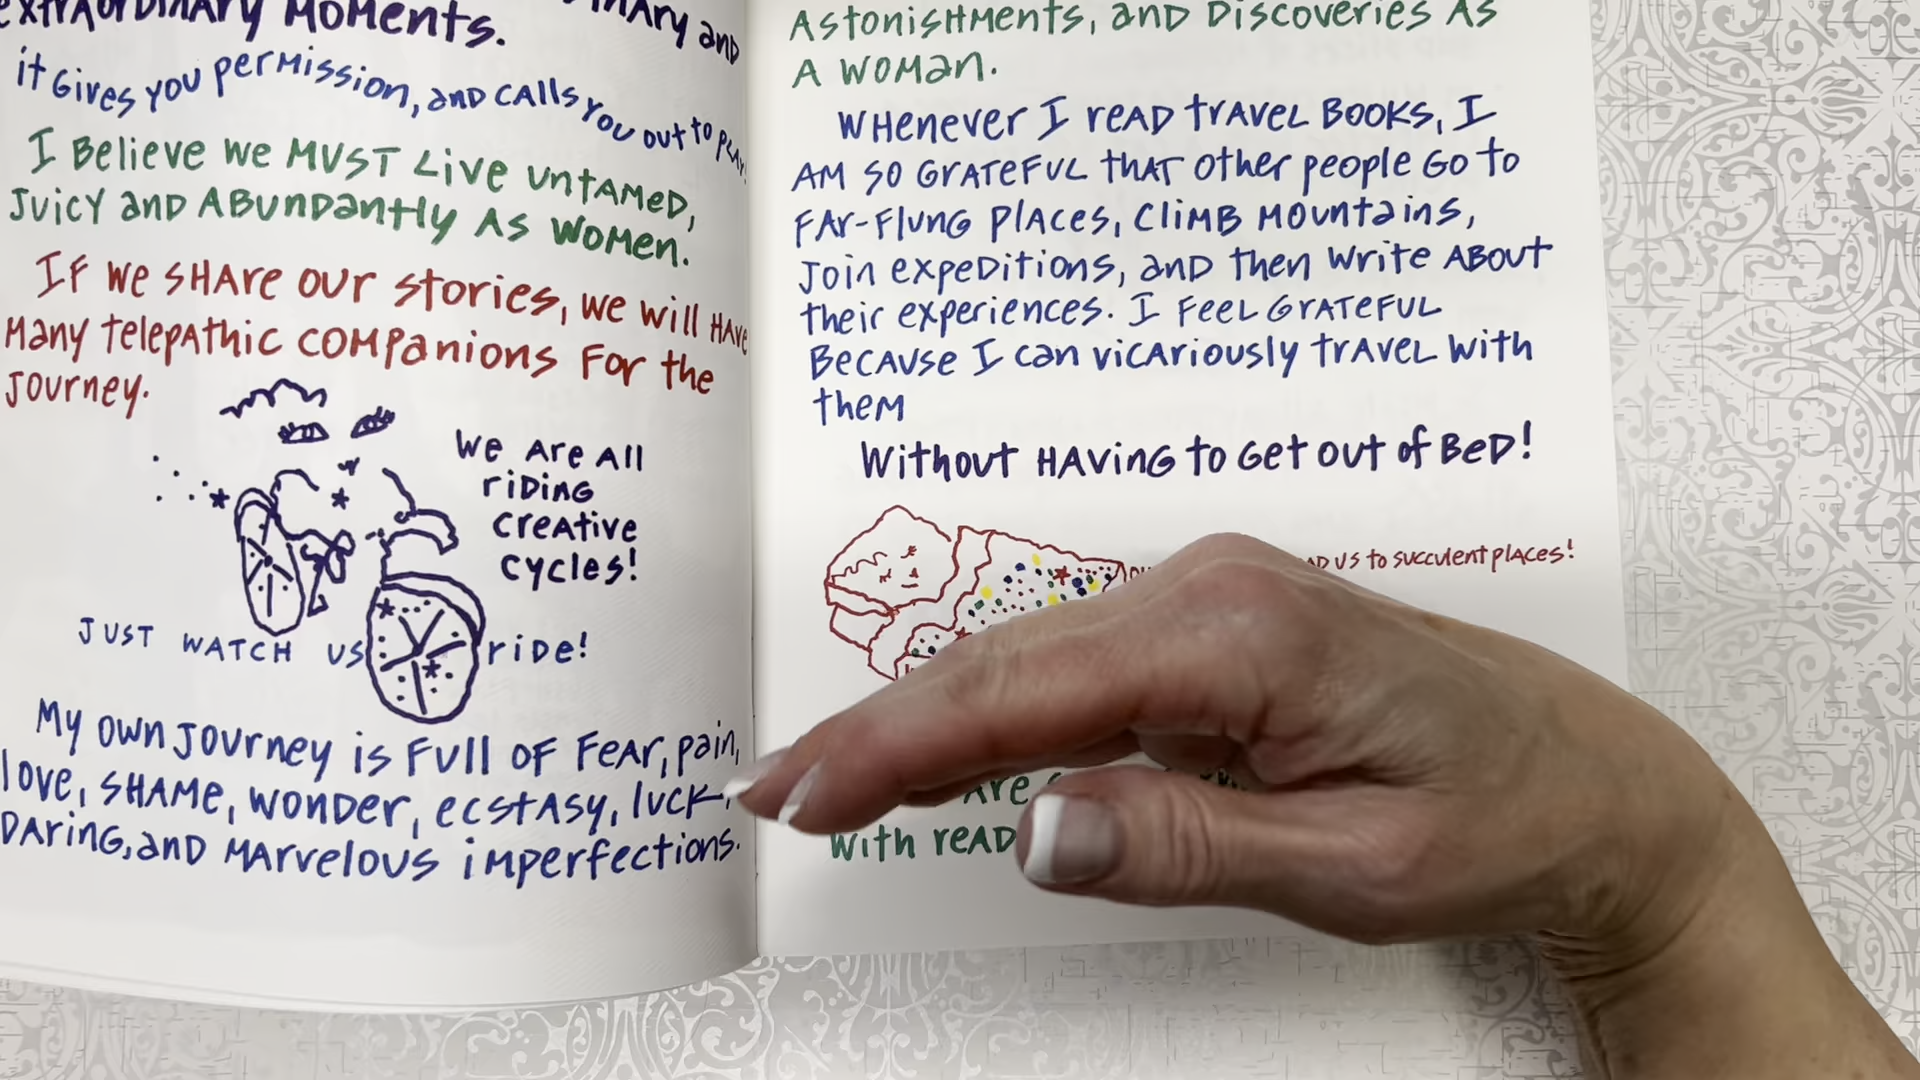 extraordinary Moments.
and
it Gives you permission, and calls you out to play!
I Believe we MUST Live untamed,
Juicy and Abundantly As Women.
If we share our stories, we will have
Many telepathic companions for the
Journey.
We Are All
riding
creative
cycles!
JUST WATCH US ride!
My own Journey is full of fear, pain,
love, shame, wonder, ecstasy, luck,
Daring, and Marvelous imperfections.
Astonishments, and Discoveries As
A Woman.
Whenever I read travel Books, I
AM so Grateful that other people Go to
far-flung places, climb Mountains,
Join expeditions, and then write About
their experiences. I feel Grateful
Because I can vicariously travel with
them
Without Having to Get out of Bed!
us to succulent places!
Are
with